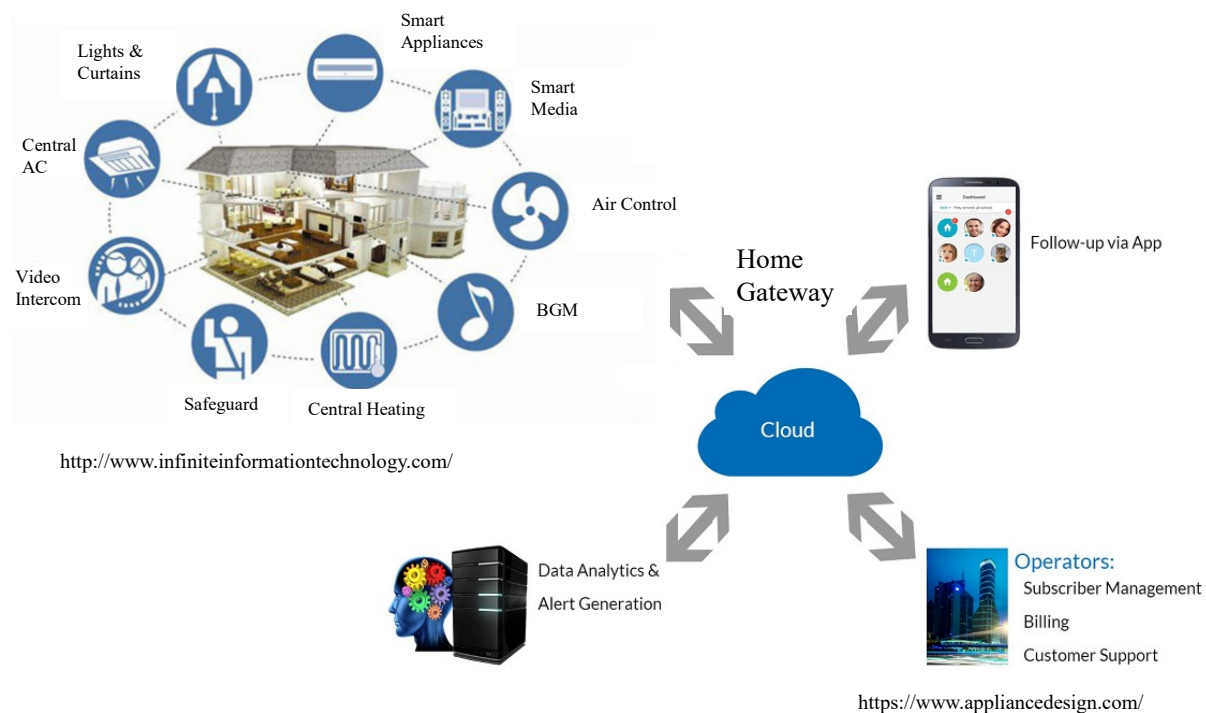 Smart
Appliances
Lights &
Curtains
Smart
Media
Central
AC
Air Control
Video
Intercom
BGM
Safeguard
Central Heating
http://www.infiniteinformationtechnology.com/
Home
Gateway
Dashboard
Follow-up via App
Cloud
Data Analytics &
Alert Generation
Operators:
Subscriber Management
Billing
Customer Support
https://www.appliancedesign.com/